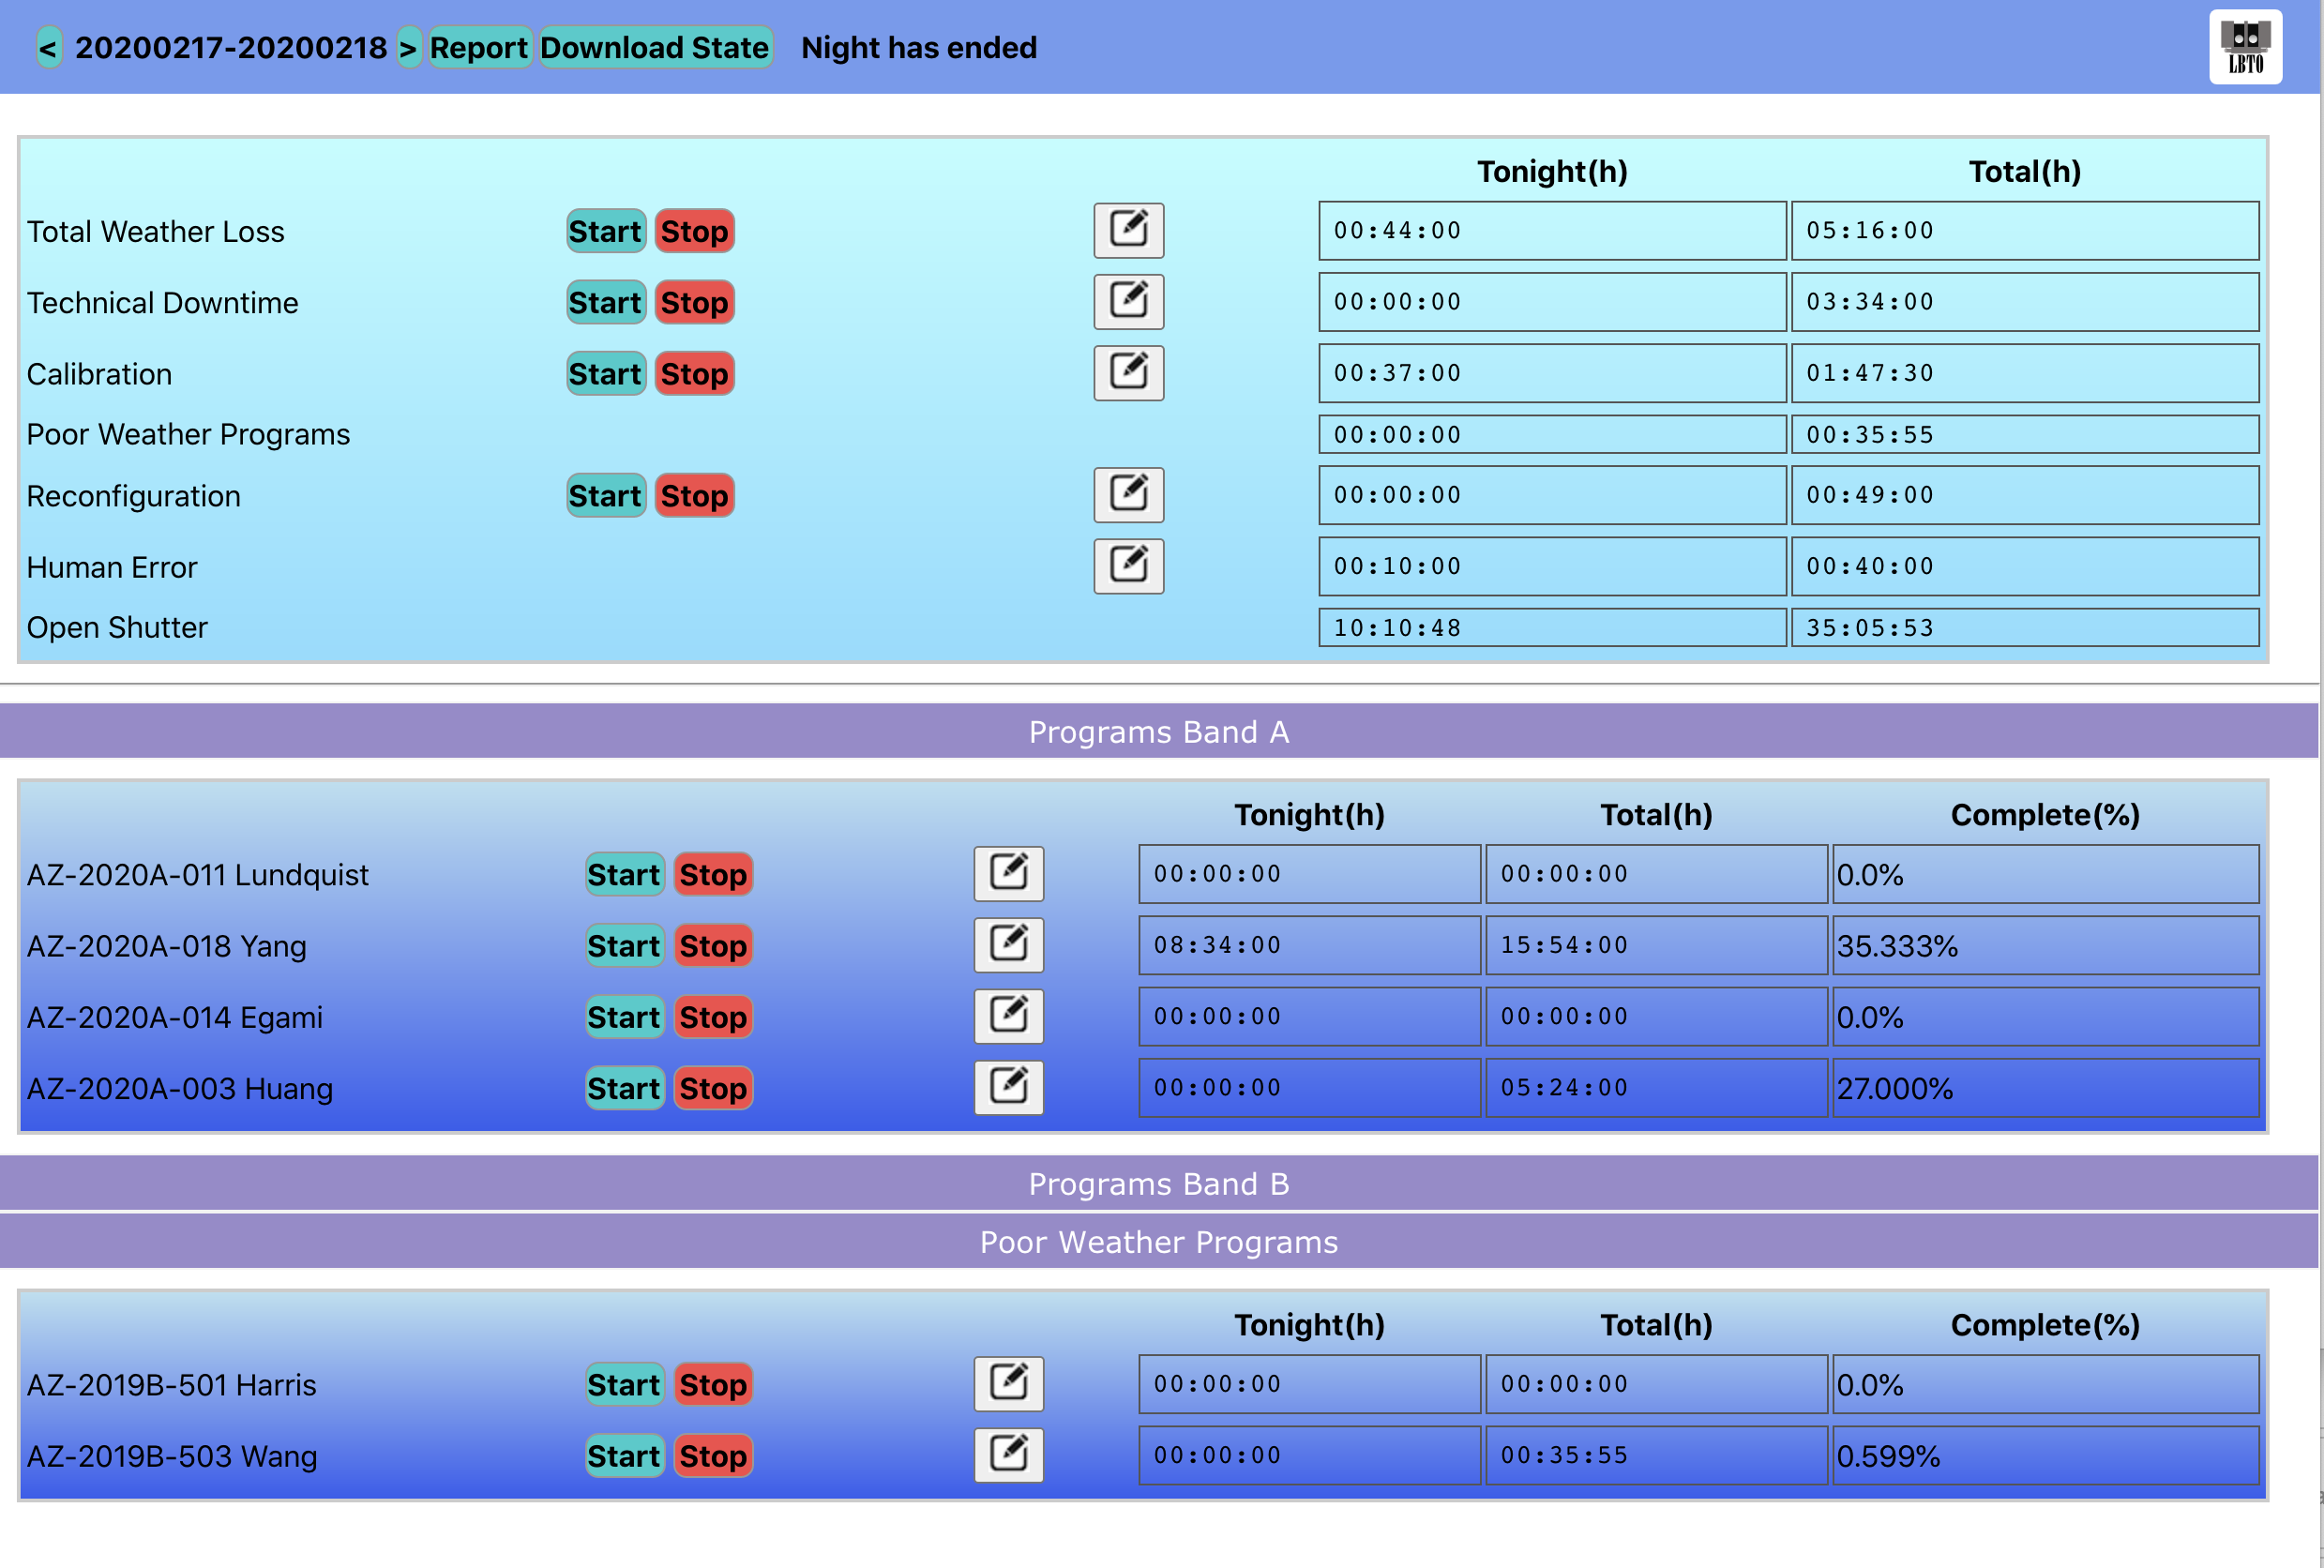 < 20200217-20200218 > Report Download State Night has ended
LBTO
Tonight(h) Total(h)
Total Weather Loss Start Stop 00:44:00 05:16:00
Technical Downtime Start Stop 00:00:00 03:34:00
Calibration Start Stop 00:37:00 01:47:30
Poor Weather Programs 00:00:00 00:35:55
Reconfiguration Start Stop 00:00:00 00:49:00
Human Error 00:10:00 00:40:00
Open Shutter 10:10:48 35:05:53
Programs Band A
Tonight(h) Total(h) Complete(%)
AZ-2020A-011 Lundquist Start Stop 00:00:00 00:00:00 0.0%
AZ-2020A-018 Yang Start Stop 08:34:00 15:54:00 35.333%
AZ-2020A-014 Egami Start Stop 00:00:00 00:00:00 0.0%
AZ-2020A-003 Huang Start Stop 00:00:00 05:24:00 27.000%
Programs Band B
Poor Weather Programs
Tonight(h) Total(h) Complete(%)
AZ-2019B-501 Harris Start Stop 00:00:00 00:00:00 0.0%
AZ-2019B-503 Wang Start Stop 00:00:00 00:35:55 0.599%